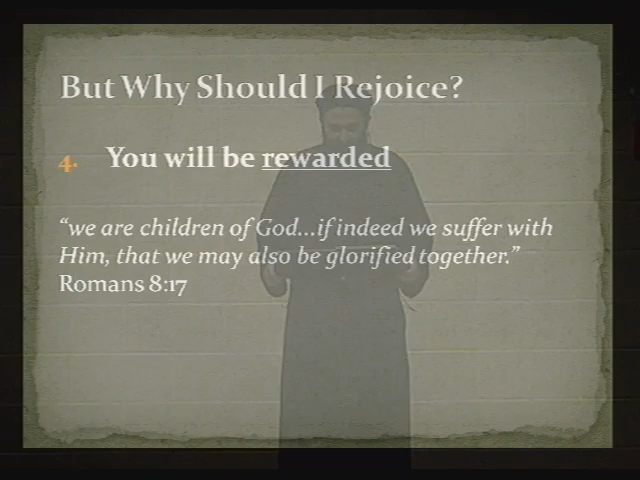 But Why Should I Rejoice?
4. You will be rewarded
“we are children of God...if indeed we suffer with
Him, that we may also be glorified together.”
Romans 8:17